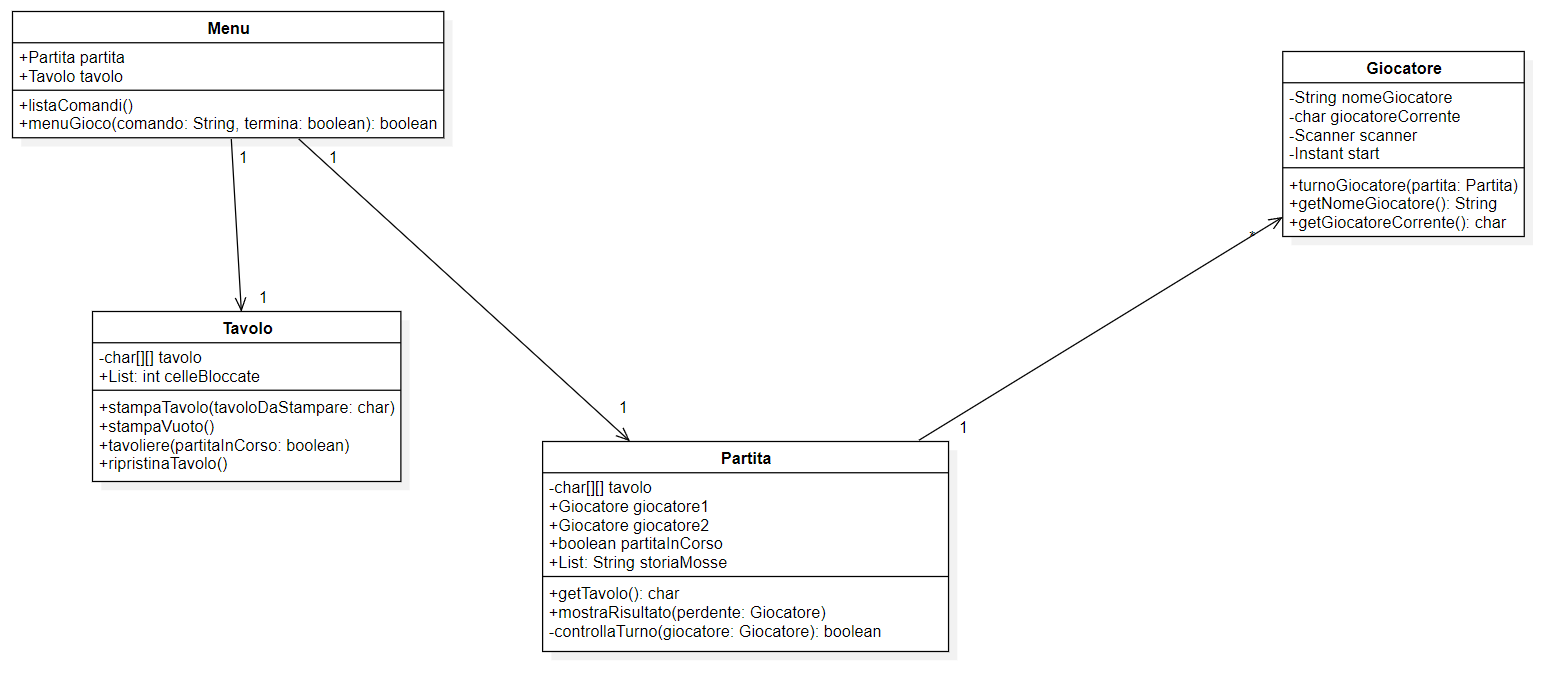 Menu
+Partita partita
+Tavolo tavolo
+listaComandi()
+menuGioco(comando: String, termina: boolean): boolean
1
1
Giocatore
-String nomeGiocatore
-char giocatoreCorrente
-Scanner scanner
-Instant start
+turnoGiocatore(partita: Partita)
+getNomeGiocatore(): String
+getGiocatoreCorrente(): char
*
1
Tavolo
-char[][] tavolo
+List: int celleBloccate
+stampaTavolo(tavoloDaStampare: char)
+stampaVuoto()
+tavoliere(partitaInCorso: boolean)
+ripristinaTavolo()
1
1
Partita
-char[][] tavolo
+Giocatore giocatore1
+Giocatore giocatore2
+boolean partitaInCorso
+List: String storiaMosse
+getTavolo(): char
+mostraRisultato(perdente: Giocatore)
-controllaTurno(giocatore: Giocatore): boolean